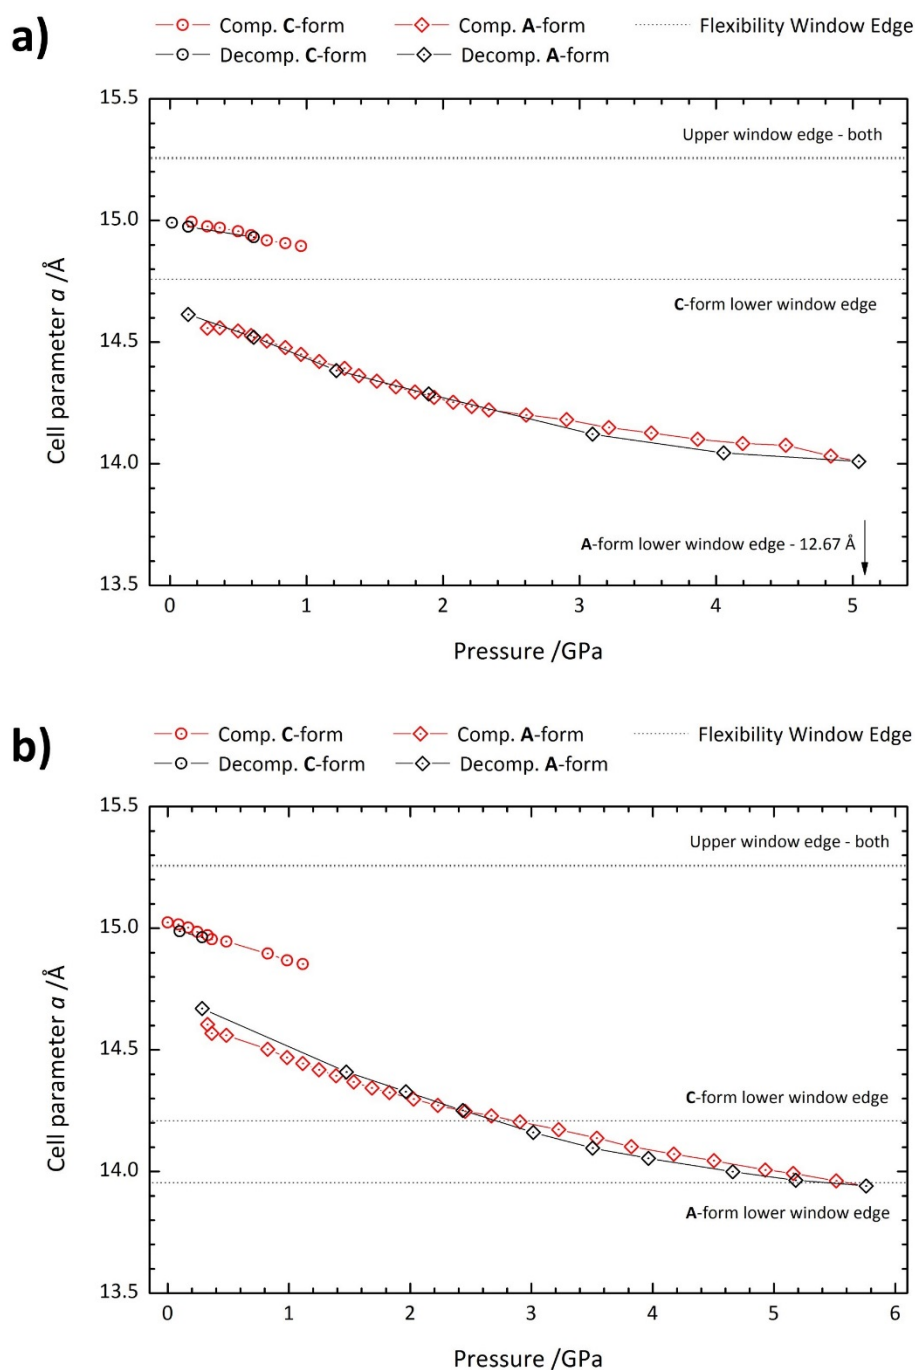 a)
Comp. C-form Comp. A-form Flexibility Window Edge
Decomp. C-form Decomp. A-form
15.5
Upper window edge - both
15.0
C-form lower window edge
14.5
14.0
A-form lower window edge - 12.67 Å
13.5
Cell parameter a /Å
0 1 2 3 4 5
Pressure /GPa
b)
Comp. C-form Comp. A-form Flexibility Window Edge
Decomp. C-form Decomp. A-form
15.5
Upper window edge - both
15.0
14.5
C-form lower window edge
14.0
A-form lower window edge
13.5
Cell parameter a /Å
0 1 2 3 4 5 6
Pressure /GPa